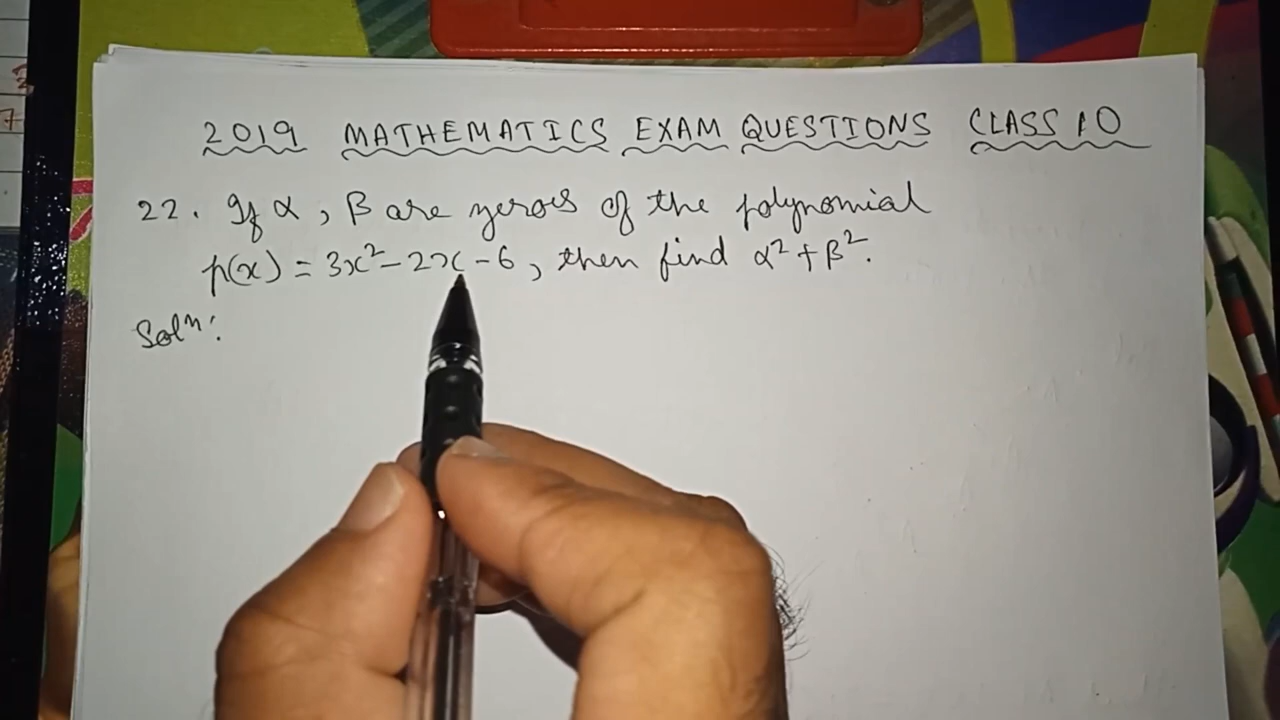 2019 MATHEMATICS EXAM QUESTIONS CLASS 10
22. If α, β are zeroes of the polynomial
p(x) = 3x² - 2x - 6, then find α² + β².
Solⁿ: